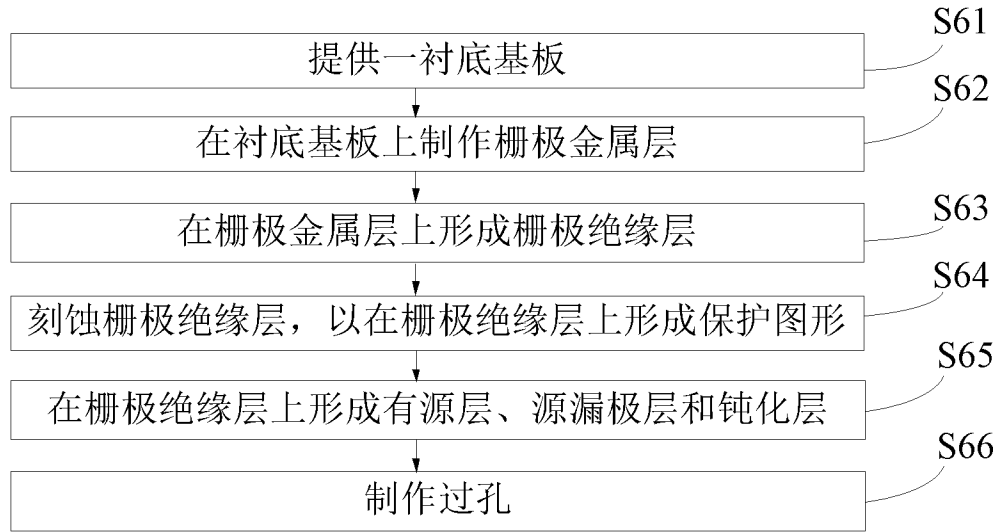 S61
提供一衬底基板
S62
在衬底基板上制作栅极金属层
S63
在栅极金属层上形成栅极绝缘层
S64
刻蚀栅极绝缘层，以在栅极绝缘层上形成保护图形
S65
在栅极绝缘层上形成有源层、源漏极层和钝化层
S66
制作过孔